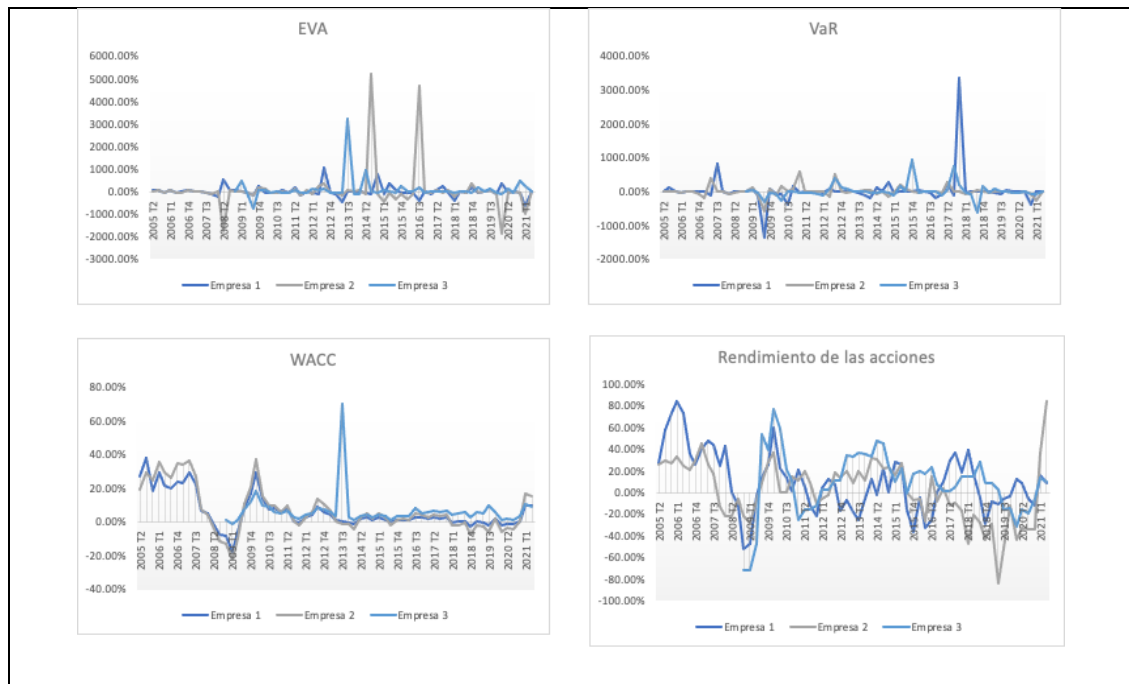 EVA
6000.00%
5000.00%
4000.00%
3000.00%
2000.00%
1000.00%
0.00%
-1000.00%
-2000.00%
-3000.00%
2005 T2
2006 T1
2006 T4
2007 T3
2008 T2
2009 T1
2009 T4
2010 T3
2011 T2
2012 T1
2012 T4
2013 T3
2014 T2
2015 T1
2015 T4
2016 T3
2017 T2
2018 T1
2018 T4
2019 T3
2020 T2
2021 T1
Empresa 1 Empresa 2 Empresa 3
VaR
4000.00%
3000.00%
2000.00%
1000.00%
0.00%
-1000.00%
-2000.00%
2005 T2
2006 T1
2006 T4
2007 T3
2008 T2
2009 T1
2009 T4
2010 T3
2011 T2
2012 T1
2012 T4
2013 T3
2014 T2
2015 T1
2015 T4
2016 T3
2017 T2
2018 T1
2018 T4
2019 T3
2020 T2
2021 T1
Empresa 1 Empresa 2 Empresa 3
WACC
80.00%
60.00%
40.00%
20.00%
0.00%
-20.00%
-40.00%
2005 T2
2006 T1
2006 T4
2007 T3
2008 T2
2009 T1
2009 T4
2010 T3
2011 T2
2012 T1
2012 T4
2013 T3
2014 T2
2015 T1
2015 T4
2016 T3
2017 T2
2018 T1
2018 T4
2019 T3
2020 T2
2021 T1
Empresa 1 Empresa 2 Empresa 3
Rendimiento de las acciones
100.00%
80.00%
60.00%
40.00%
20.00%
0.00%
-20.00%
-40.00%
-60.00%
-80.00%
-100.00%
2005 T2
2006 T1
2006 T4
2007 T3
2008 T2
2009 T1
2009 T4
2010 T3
2011 T2
2012 T1
2012 T4
2013 T3
2014 T2
2015 T1
2015 T4
2016 T3
2017 T2
2018 T1
2018 T4
2019 T3
2020 T2
2021 T1
Empresa 1 Empresa 2 Empresa 3